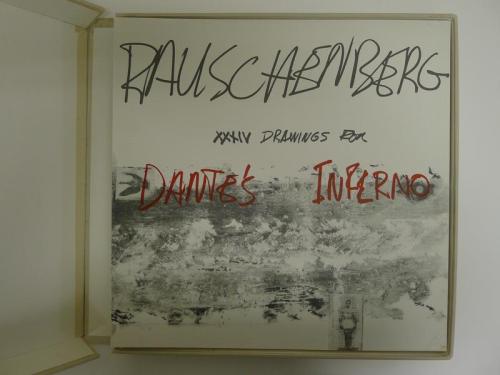 RAUSCHENBERG
XXXIV DRAWINGS FOR
DANTE'S INFERNO